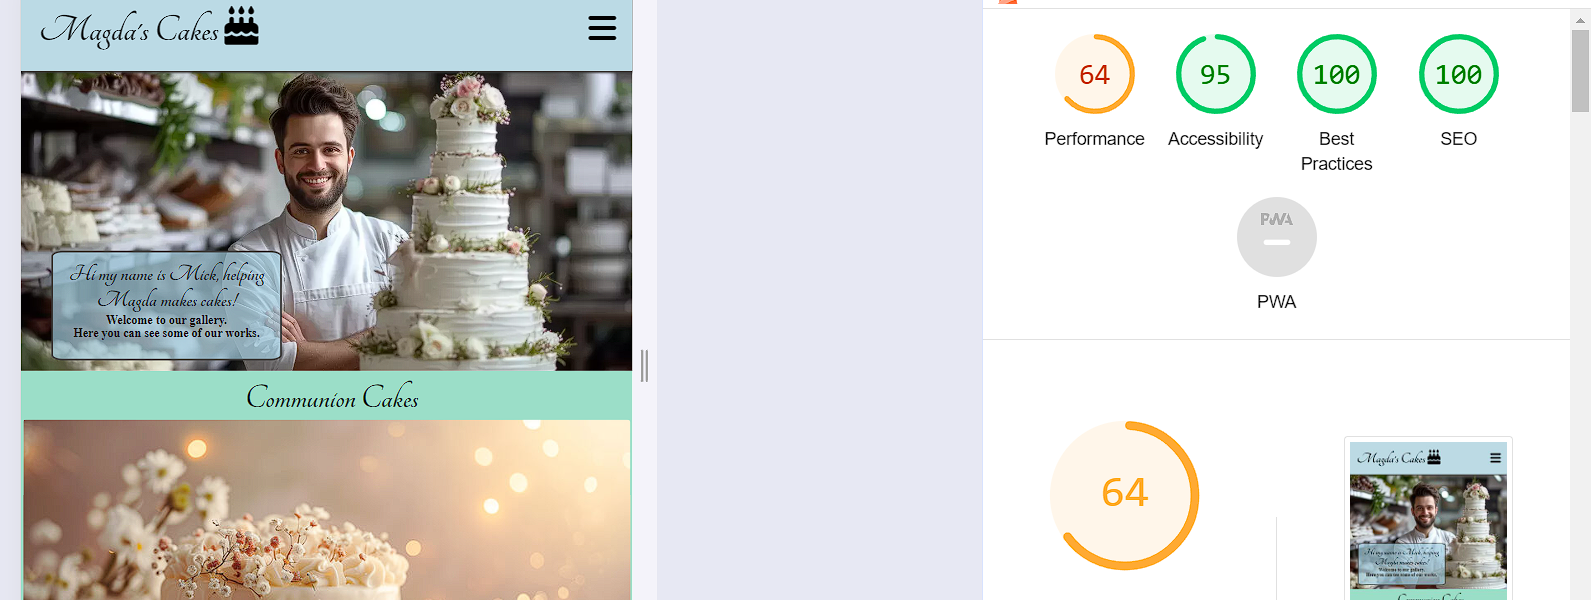 Magda's Cakes
Hi my name is Mick, helping
Magda makes cakes!
Welcome to our gallery.
Here you can see some of our works.
Communion Cakes
64
95
100
100
Performance
Accessibility
Best
Practices
SEO
PWA
PWA
64
Magda's Cakes
Hi my name is Mick, helping
Magda makes cakes!
Welcome to our gallery.
Here you can see some of our works.
Communion Cakes